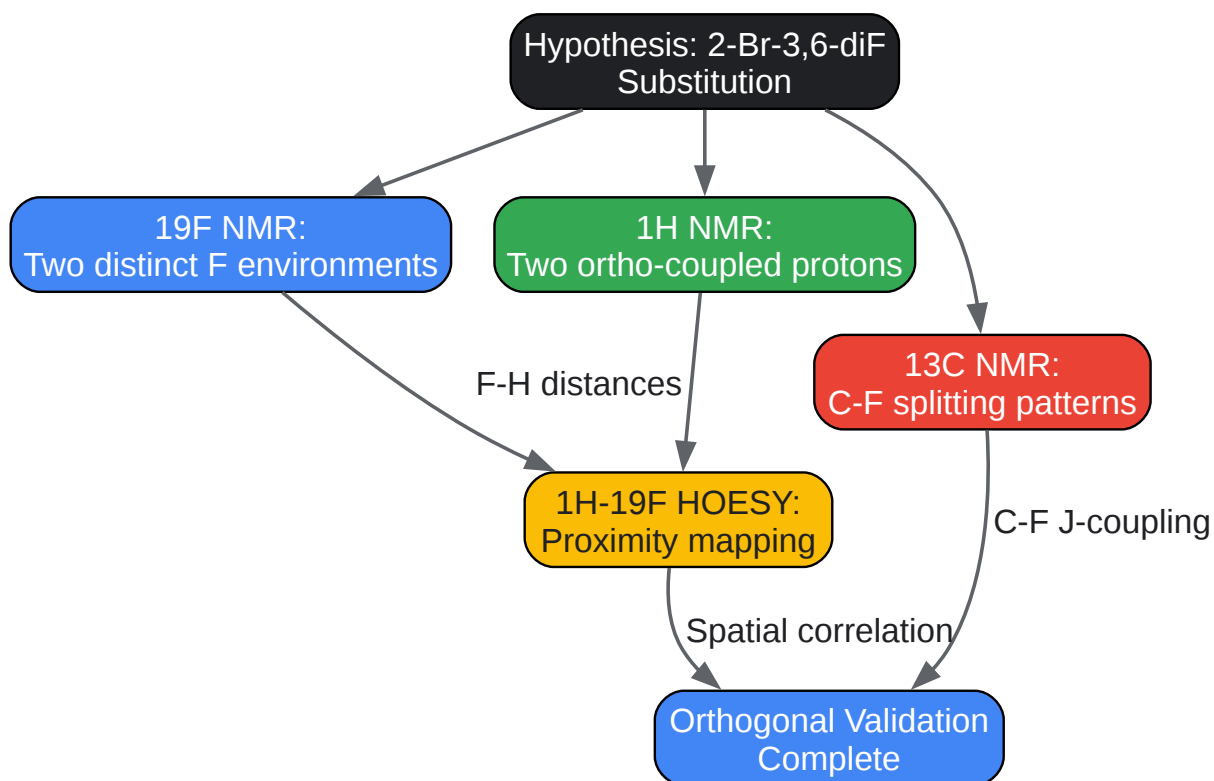 Hypothesis: 2-Br-3,6-diF
Substitution
19F NMR:
Two distinct F environments
1H NMR:
Two ortho-coupled protons
13C NMR:
C-F splitting patterns
F-H distances
1H-19F HOESY:
Proximity mapping
C-F J-coupling
Spatial correlation
Orthogonal Validation
Complete